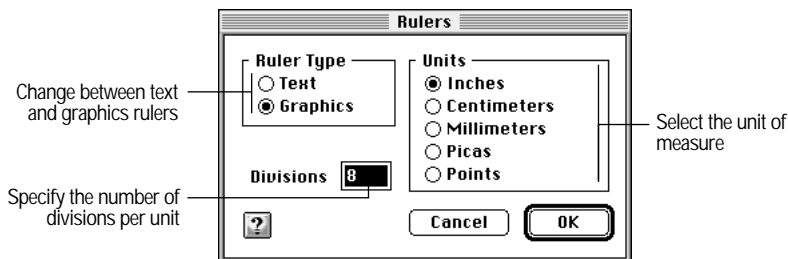 Rulers
Ruler Type
Text
Graphics
Units
Inches
Centimeters
Millimeters
Picas
Points
Divisions 8
?
Cancel
OK
Change between text
and graphics rulers
Specify the number of
divisions per unit
Select the unit of
measure